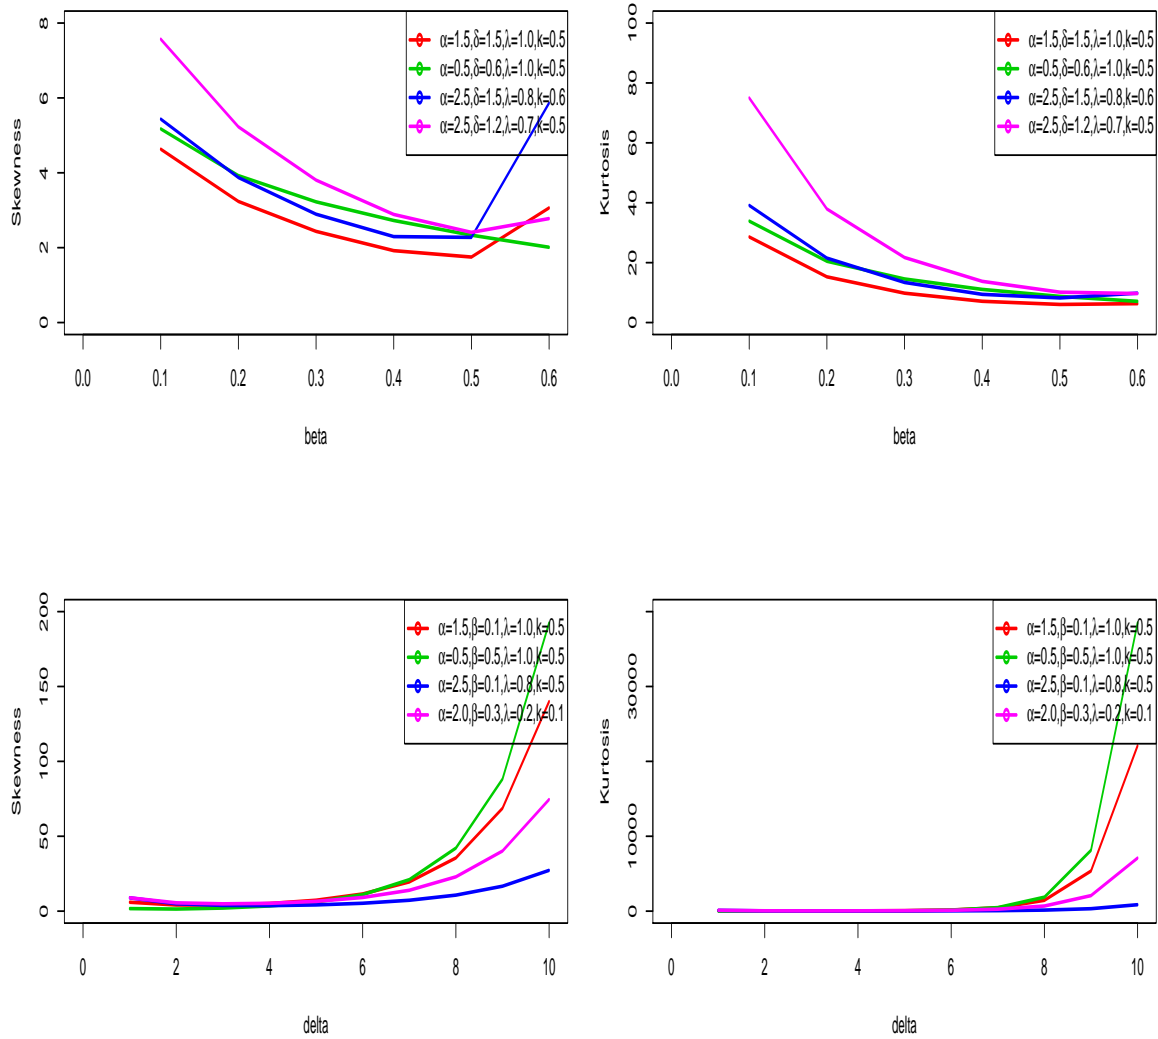 Skewness
8
6
4
2
0
α=1.5,δ=1.5,λ=1.0,k=0.5
α=0.5,δ=0.6,λ=1.0,k=0.5
α=2.5,δ=1.5,λ=0.8,k=0.6
α=2.5,δ=1.2,λ=0.7,k=0.5
0.0 0.1 0.2 0.3 0.4 0.5 0.6
beta
Kurtosis
100
80
60
40
20
0
α=1.5,δ=1.5,λ=1.0,k=0.5
α=0.5,δ=0.6,λ=1.0,k=0.5
α=2.5,δ=1.5,λ=0.8,k=0.6
α=2.5,δ=1.2,λ=0.7,k=0.5
0.0 0.1 0.2 0.3 0.4 0.5 0.6
beta
Skewness
200
150
100
50
0
α=1.5,β=0.1,λ=1.0,k=0.5
α=0.5,β=0.5,λ=1.0,k=0.5
α=2.5,β=0.1,λ=0.8,k=0.5
α=2.0,β=0.3,λ=0.2,k=0.1
0 2 4 6 8 10
delta
Kurtosis
30000
10000
0
α=1.5,β=0.1,λ=1.0,k=0.5
α=0.5,β=0.5,λ=1.0,k=0.5
α=2.5,β=0.1,λ=0.8,k=0.5
α=2.0,β=0.3,λ=0.2,k=0.1
0 2 4 6 8 10
delta